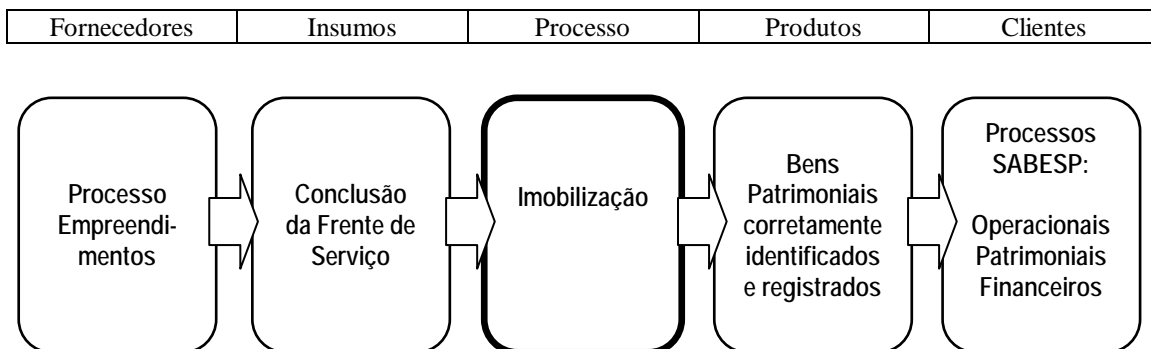 Fornecedores Insumos Processo Produtos Clientes
Processo
Empreendi-
mentos
Conclusão
da Frente de
Serviço
Imobilização
Bens
Patrimoniais
corretamente
identificados
e registrados
Processos
SABESP:
Operacionais
Patrimoniais
Financeiros